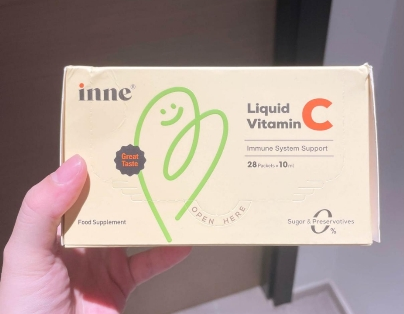 inne®
Liquid
Vitamin C
Immune System Support
28 Packets x 10mL
Great
Taste
OPEN HERE
Food Supplement
Sugar & Preservatives
0%